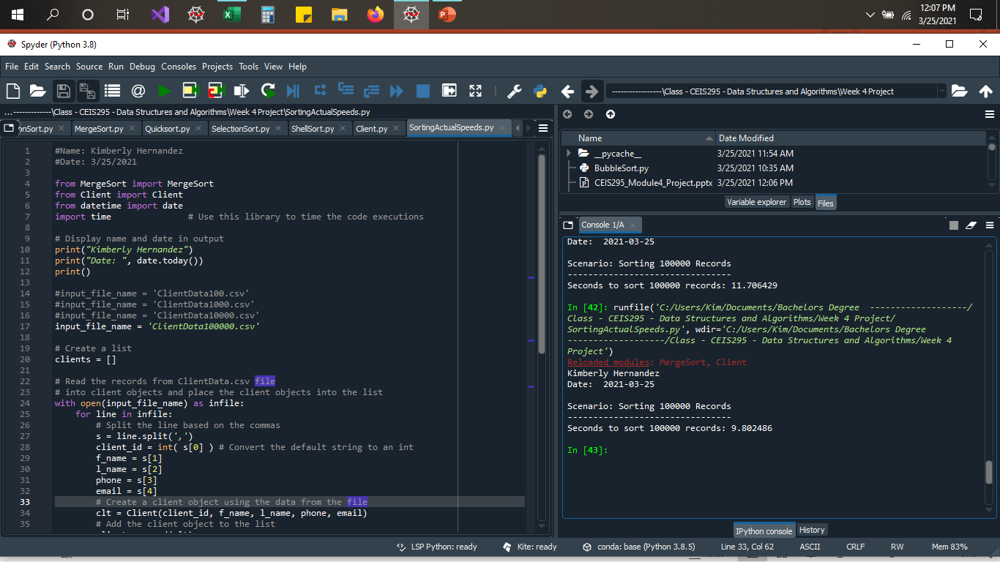 12:07 PM
3/25/2021
Spyder (Python 3.8)
File Edit Search Source Run Debug Consoles Projects Tools View Help
-----------------\Class - CEIS295 - Data Structures and Algorithms\Week 4 Project
...-------------\Class - CEIS295 - Data Structures and Algorithms\Week 4 Project\SortingActualSpeeds.py
onSort.py MergeSort.py Quicksort.py SelectionSort.py ShellSort.py Client.py SortingActualSpeeds.py
1 #Name: Kimberly Hernandez
2 #Date: 3/25/2021
3
4 from MergeSort import MergeSort
5 from Client import Client
6 from datetime import date
7 import time # Use this library to time the code executions
8
9 # Display name and date in output
10 print("Kimberly Hernandez")
11 print("Date: ", date.today())
12 print()
13
14 #input_file_name = 'ClientData100.csv'
15 #input_file_name = 'ClientData1000.csv'
16 #input_file_name = 'ClientData10000.csv'
17 input_file_name = 'ClientData100000.csv'
18
19 # Create a list
20 clients = []
21
22 # Read the records from ClientData.csv file
23 # into client objects and place the client objects into the list
24 with open(input_file_name) as infile:
25 for line in infile:
26 # Split the line based on the commas
27 s = line.split(',')
28 client_id = int( s[0] ) # Convert the default string to an int
29 f_name = s[1]
30 l_name = s[2]
31 phone = s[3]
32 email = s[4]
33 # Create a client object using the data from the file
34 clt = Client(client_id, f_name, l_name, phone, email)
35 # Add the client object to the list
Name Date Modified
__pycache__ 3/25/2021 11:54 AM
BubbleSort.py 3/25/2021 10:35 AM
CEIS295_Module4_Project.pptx 3/25/2021 12:06 PM
Variable explorer Plots Files
Console 1/A
Date:  2021-03-25
Scenario: Sorting 100000 Records
--------------------------------
Seconds to sort 100000 records: 11.706429
In [42]: runfile('C:/Users/Kim/Documents/Bachelors Degree  -------------------/
Class - CEIS295 - Data Structures and Algorithms/Week 4 Project/
SortingActualSpeeds.py', wdir='C:/Users/Kim/Documents/Bachelors Degree
-------------------/Class - CEIS295 - Data Structures and Algorithms/Week 4
Project')
Reloaded modules: MergeSort, Client
Kimberly Hernandez
Date:  2021-03-25
Scenario: Sorting 100000 Records
--------------------------------
Seconds to sort 100000 records: 9.802486
In [43]:
IPython console History
LSP Python: ready Kite: ready conda: base (Python 3.8.5) Line 33, Col 62 ASCII CRLF RW Mem 83%